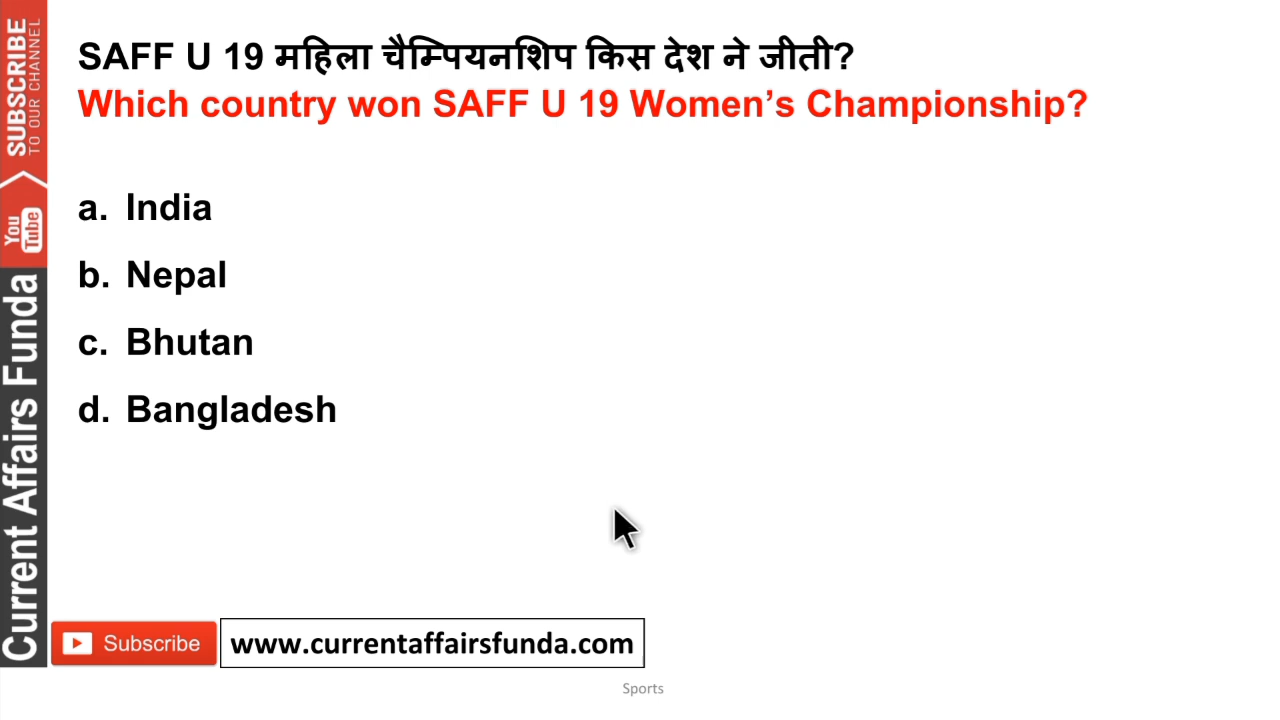 SAFF U 19 महिला चैम्पियनशिप किस देश ने जीती?
Which country won SAFF U 19 Women’s Championship?
a. India
b. Nepal
c. Bhutan
d. Bangladesh
SUBSCRIBE
TO OUR CHANNEL
You
Tube
Current Affairs Funda
Subscribe
www.currentaffairsfunda.com
Sports